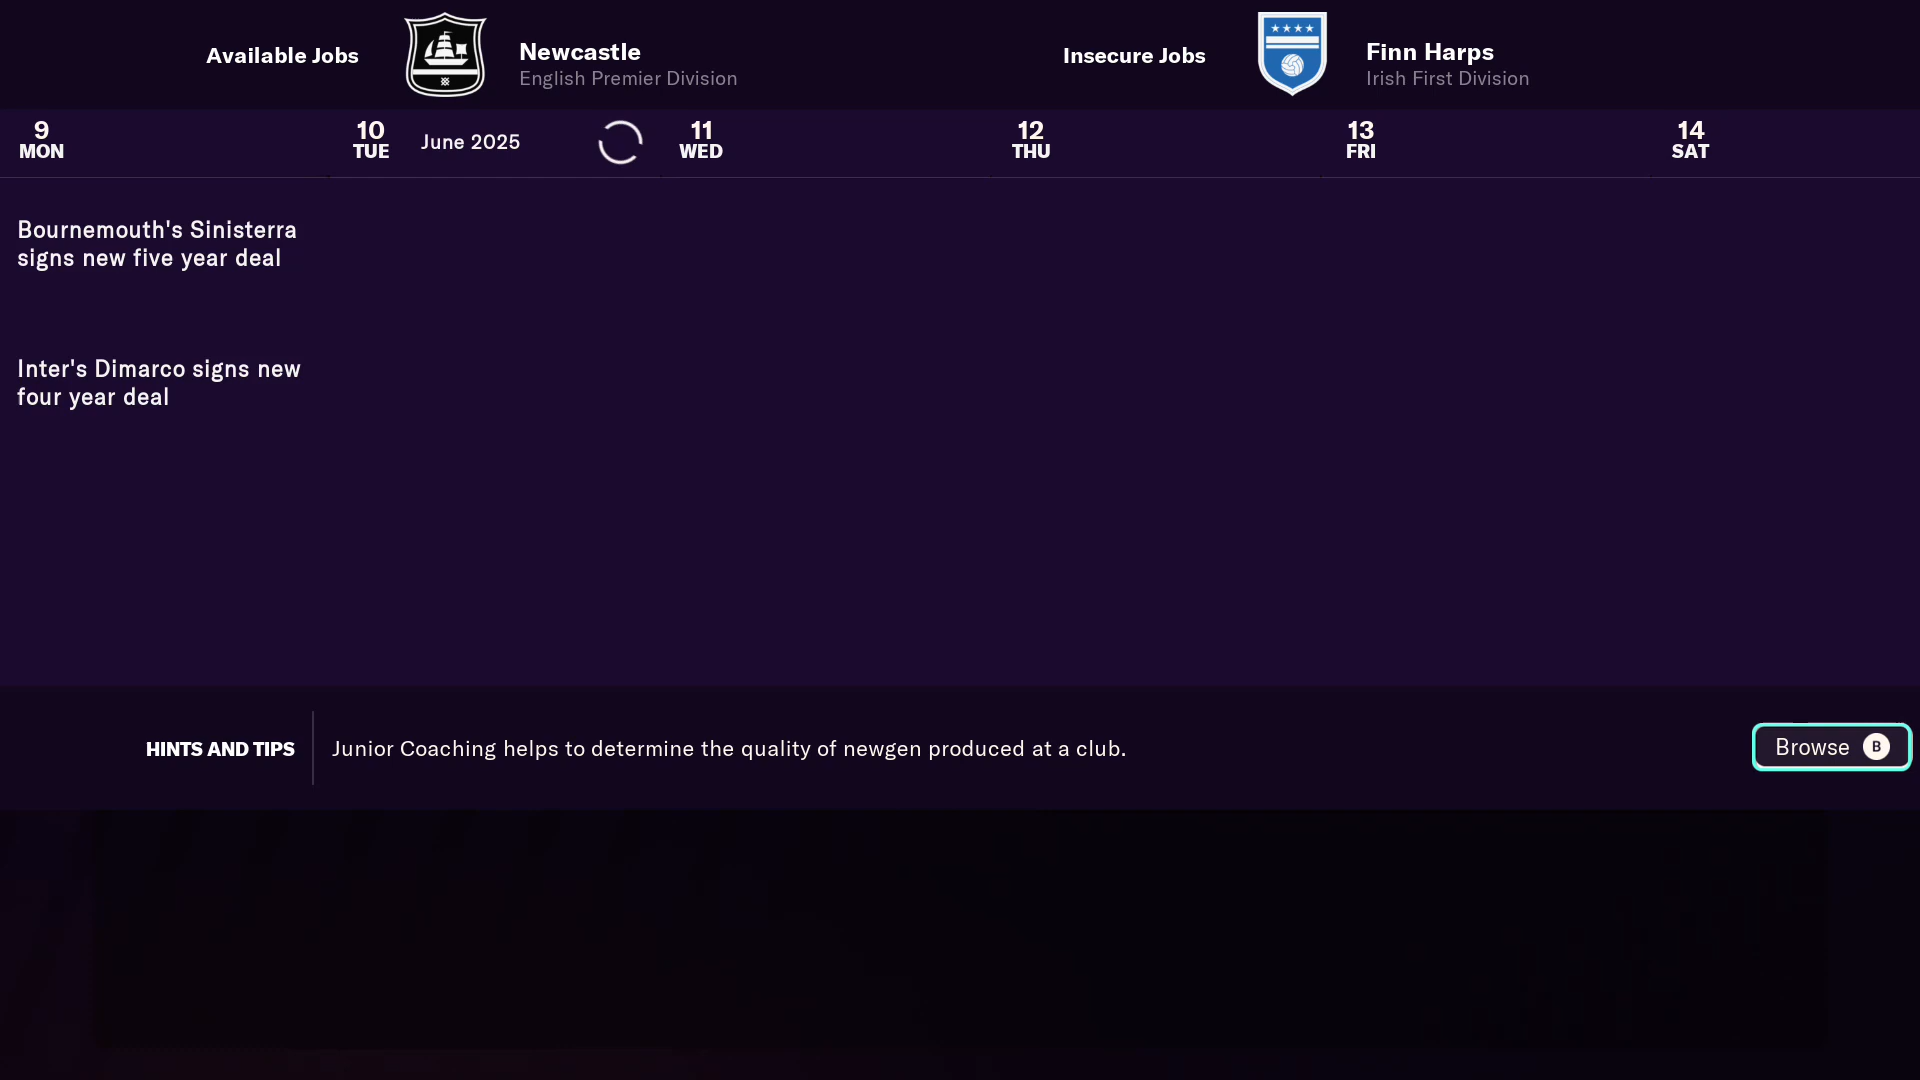 Available Jobs
Newcastle
English Premier Division
Insecure Jobs
Finn Harps
Irish First Division
9
MON
10
TUE
June 2025
11
WED
12
THU
13
FRI
14
SAT
Bournemouth's Sinisterra
signs new five year deal
Inter's Dimarco signs new
four year deal
HINTS AND TIPS
Junior Coaching helps to determine the quality of newgen produced at a club.
Browse B